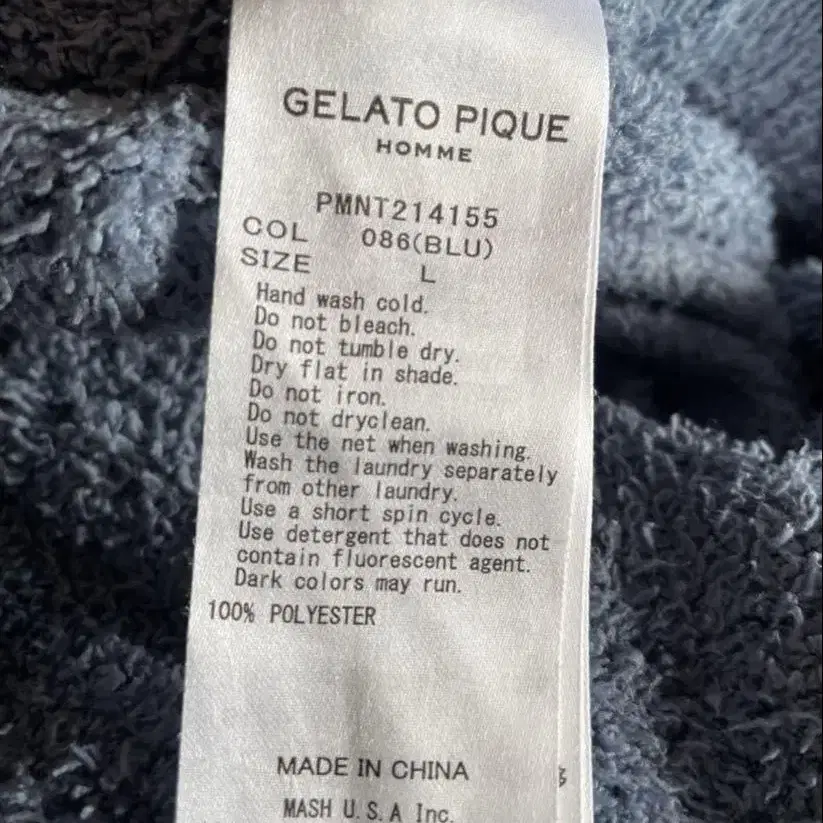 GELATO PIQUE
HOMME
PMNT214155
COL 086(BLU)
SIZE L
Hand wash cold.
Do not bleach.
Do not tumble dry.
Dry flat in shade.
Do not iron.
Do not dryclean.
Use the net when washing.
Wash the laundry separately
from other laundry.
Use a short spin cycle.
Use detergent that does not
contain fluorescent agent.
Dark colors may run.
100% POLYESTER
MADE IN CHINA
MASH U.S.A Inc.